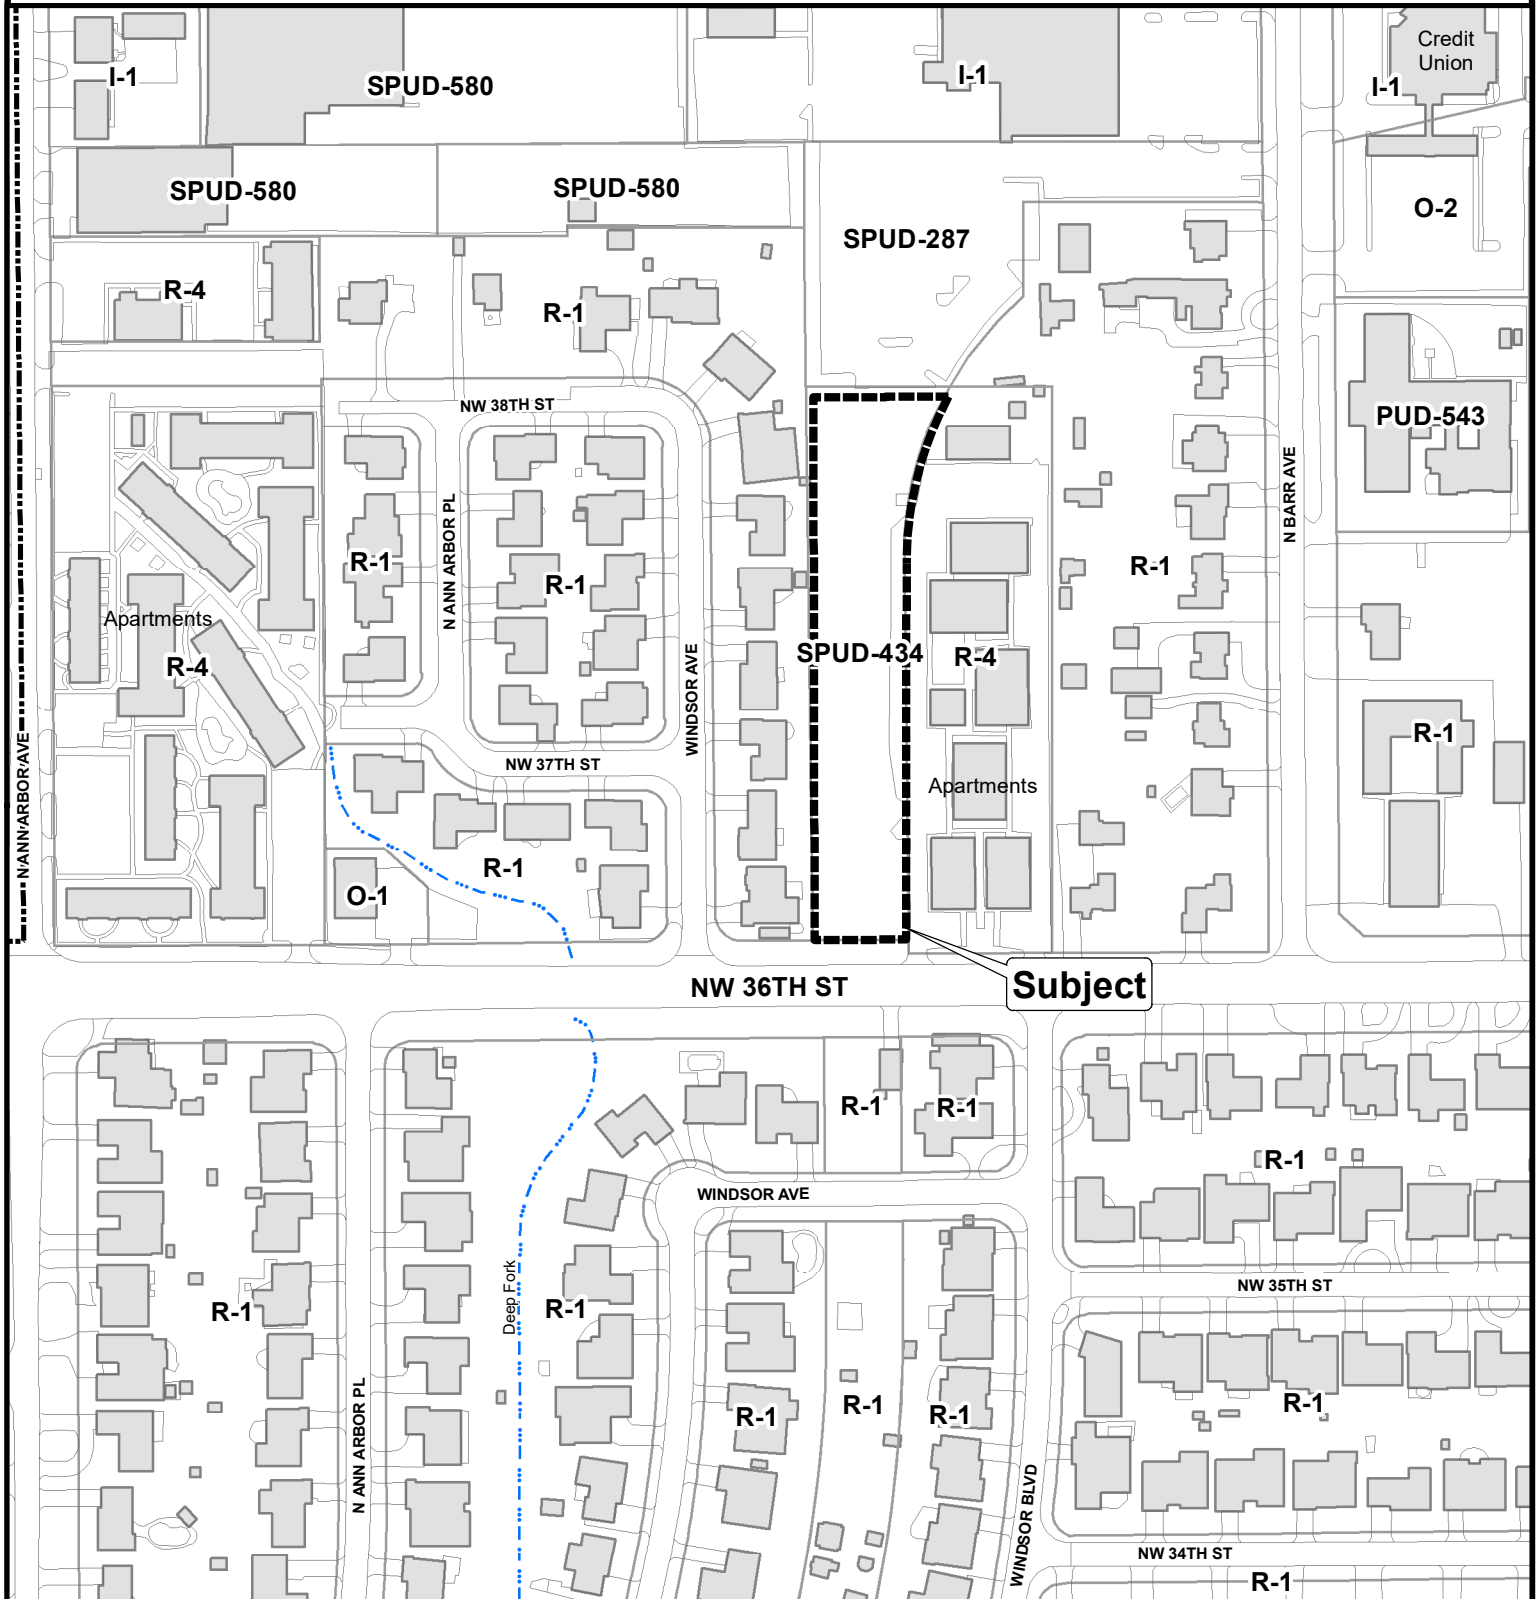 Credit
Union
I-1
SPUD-580
I-1
I-1
SPUD-580
SPUD-580
O-2
SPUD-287
R-4
R-1
NW 38TH ST
PUD-543
N ANN ARBOR PL
N BARR AVE
R-1
R-1
R-1
Apartments
R-4
SPUD-434
R-4
WINDSOR AVE
R-1
NW 37TH ST
Apartments
N ANN ARBOR AVE
R-1
O-1
Subject
NW 36TH ST
R-1
R-1
R-1
WINDSOR AVE
Deep Fork
NW 35TH ST
R-1
R-1
N ANN ARBOR PL
R-1
R-1
R-1
R-1
WINDSOR BLVD
NW 34TH ST
R-1